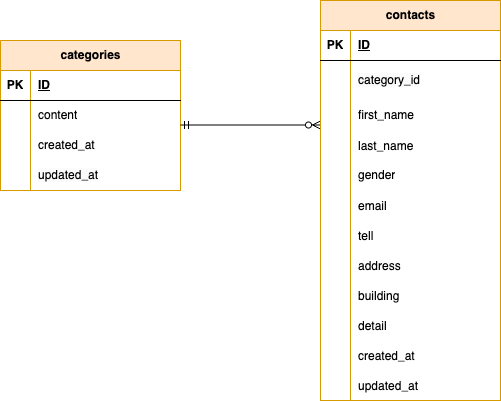 categories
PK ID
content
created_at
updated_at
contacts
PK ID
category_id
first_name
last_name
gender
email
tell
address
building
detail
created_at
updated_at